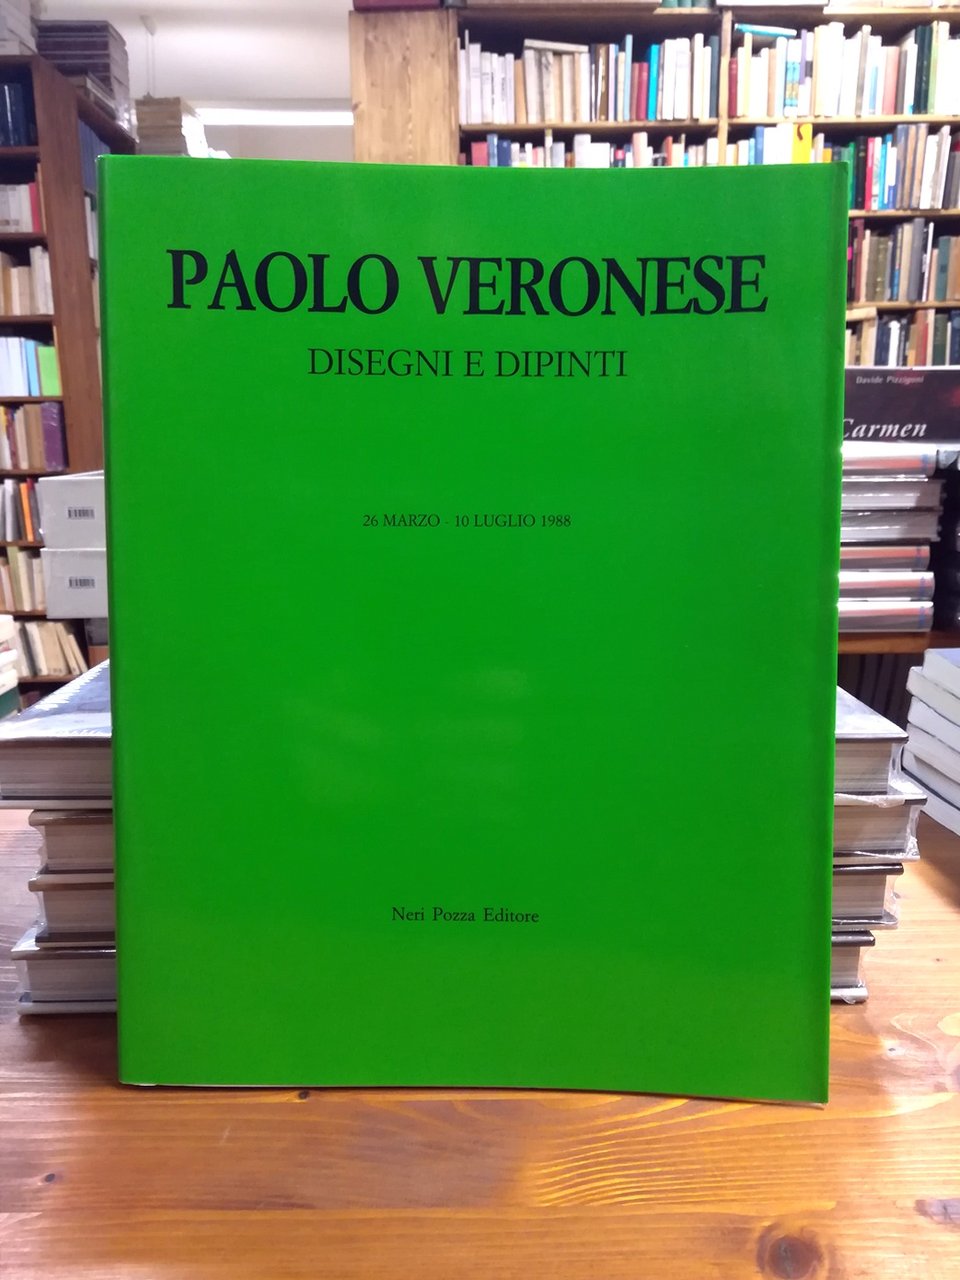 PAOLO VERONESE
DISEGNI E DIPINTI
26 MARZO - 10 LUGLIO 1988
Neri Pozza Editore
Davide Pizzigoni
Carmen